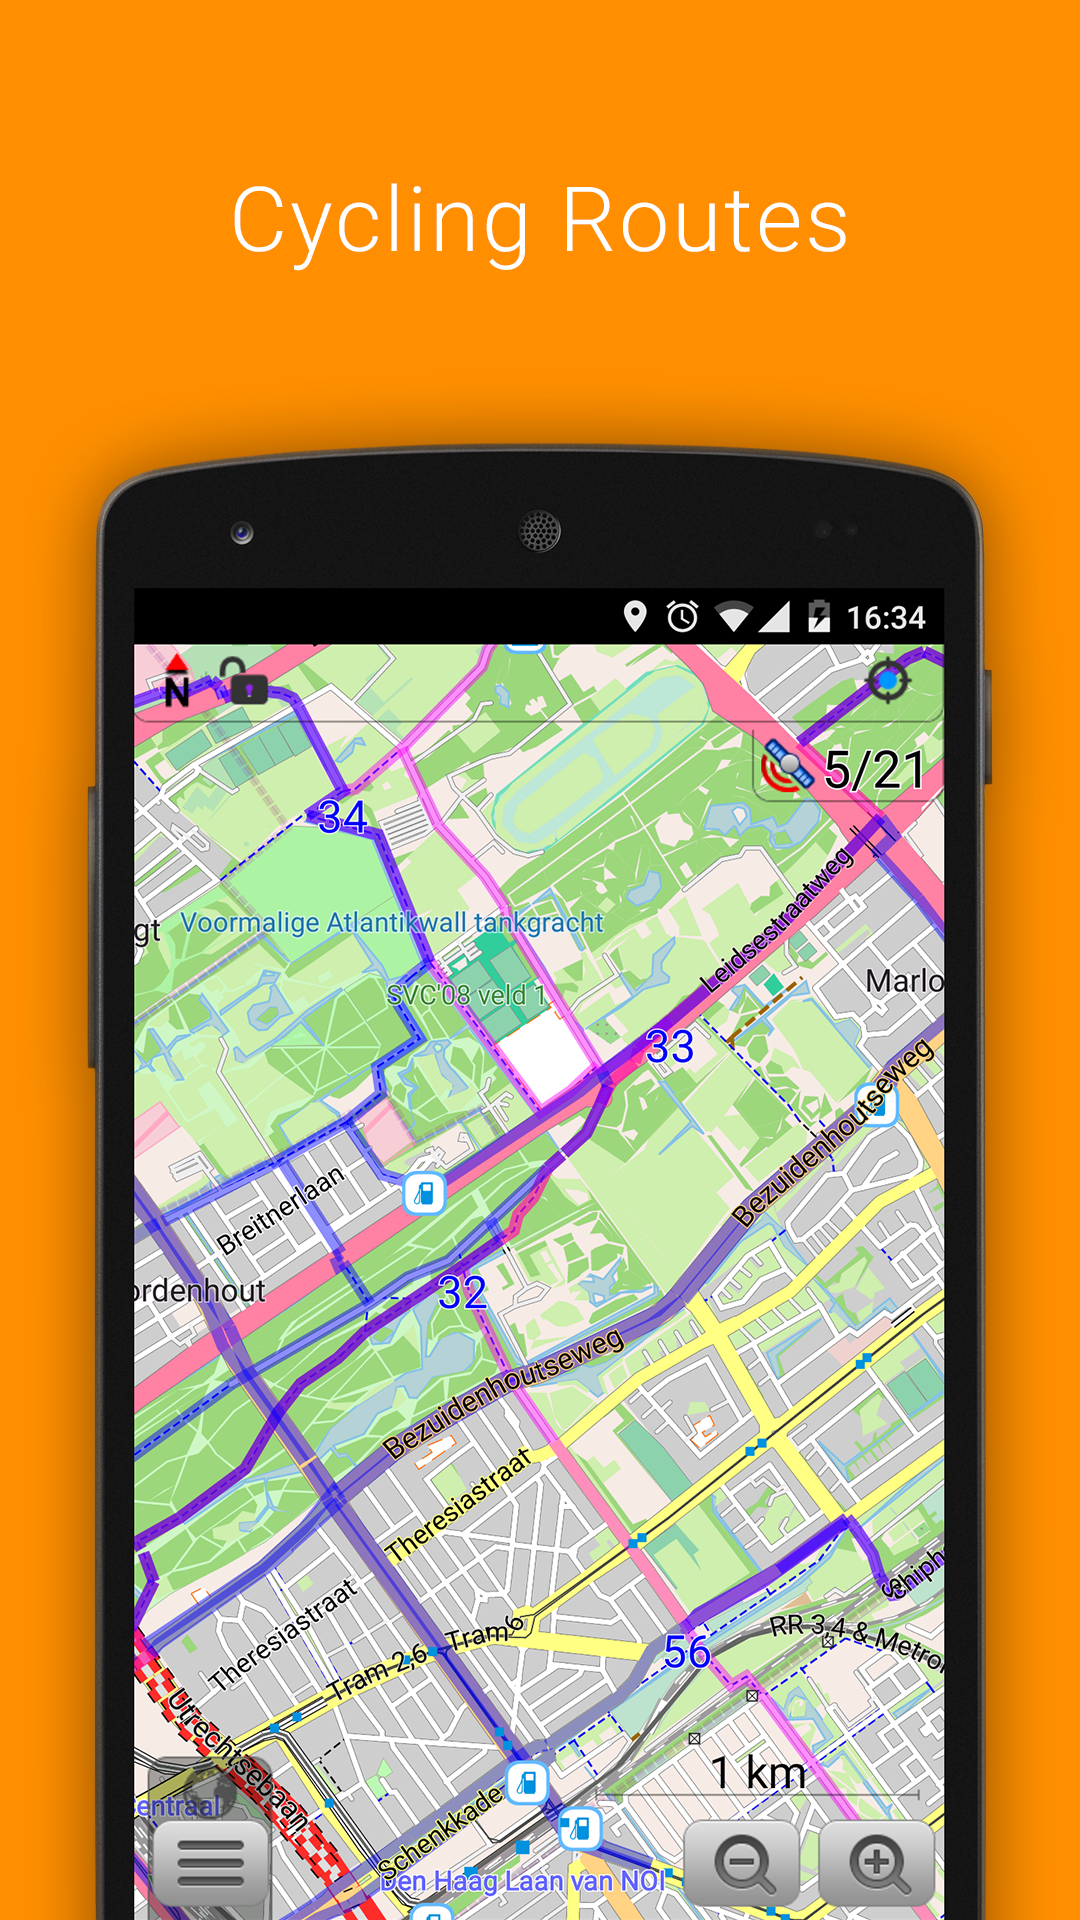 Cycling Routes
16:34
N
5/21
34
Leidsestraatweg
gt
Voormalige Atlantikwall tankgracht
Marlo
SVC'08 veld 1
33
Bezuidenhoutseweg
Breitnerlaan
ordenhout
32
Bezuidenhoutseweg
Theresiastraat
Schiph
Theresiastraat
Tram 2,6
Tram 6
56
RR 3,4 & Metro
Utrechtsebaan
1 km
entraal
Schenkkade
Den Haag Laan van NOI